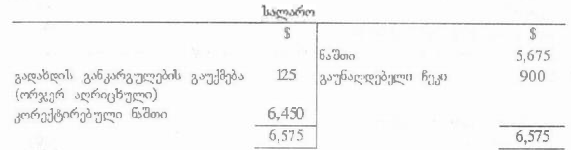 სალარო
$ $
ნაშთი 5,675
გადახდის განკარგულების გაუქმება 125 გაუნაღდებელი ჩეკი 900
(ორჯერ აღრიცხული)
კორექტირებული ნაშთი 6,450
6,575 6,575